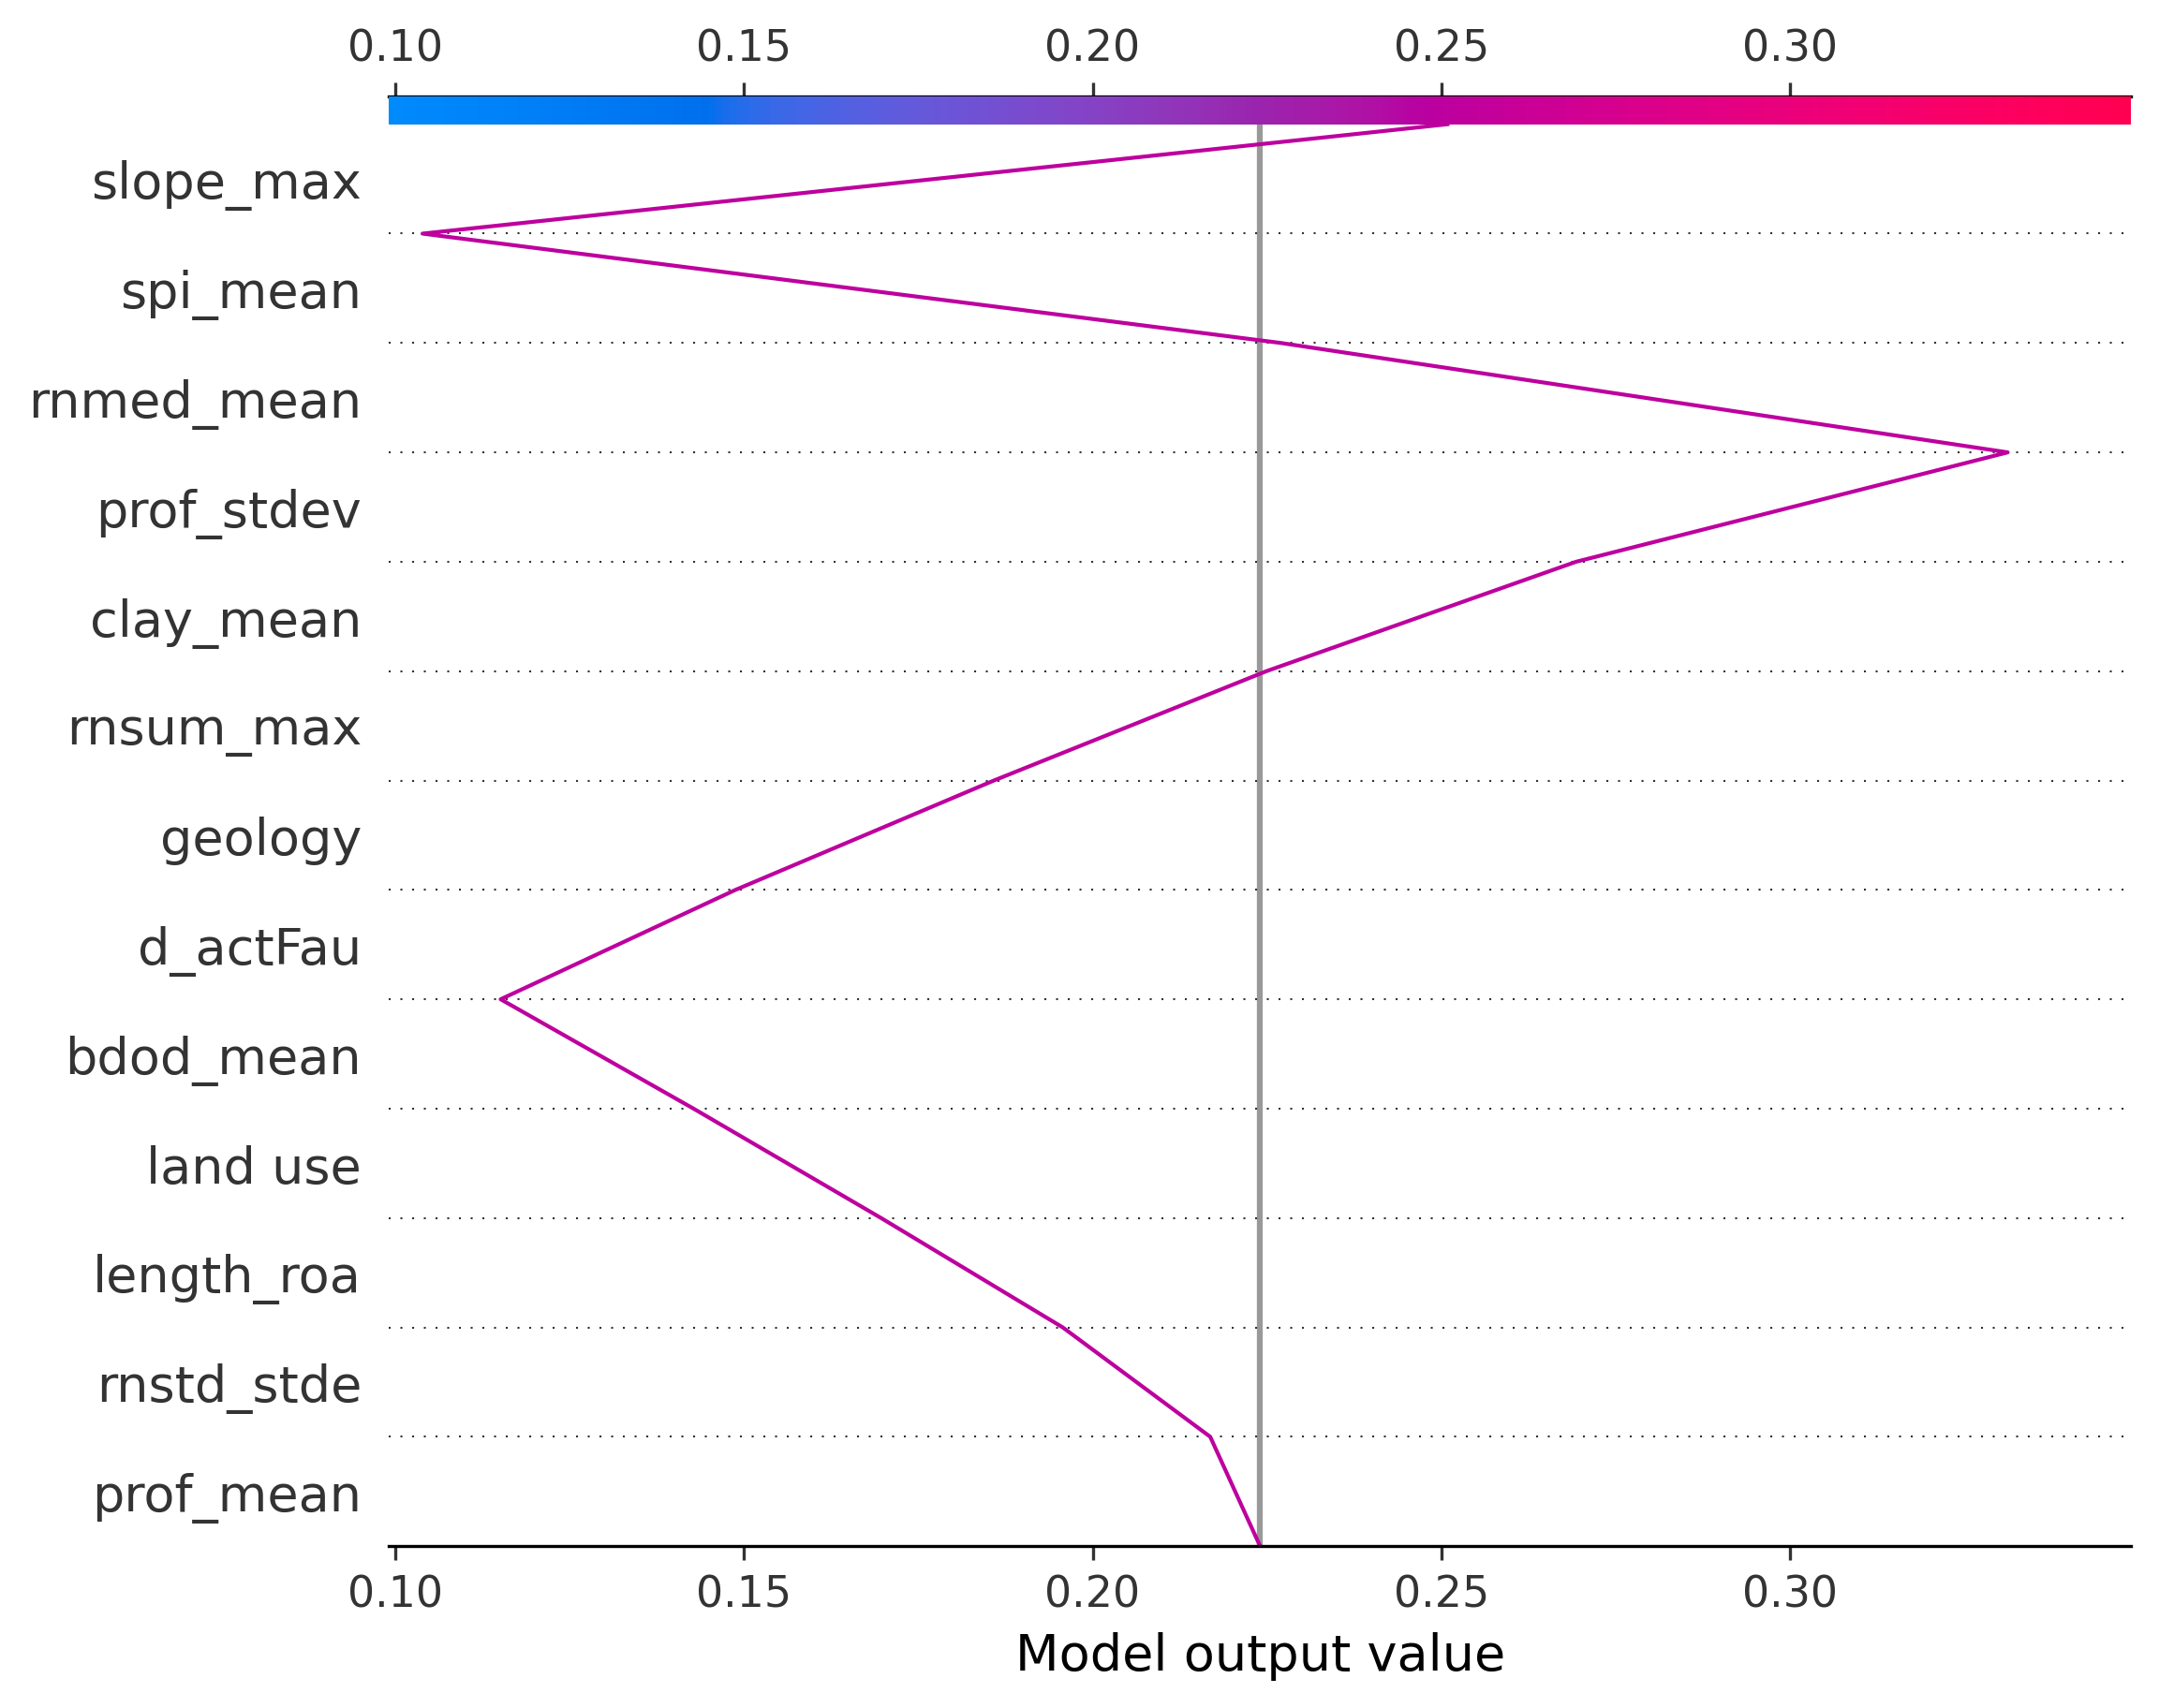 0.10 0.15 0.20 0.25 0.30
slope_max
spi_mean
rnmed_mean
prof_stdev
clay_mean
rnsum_max
geology
d_actFau
bdod_mean
land use
length_roa
rnstd_stde
prof_mean
0.10 0.15 0.20 0.25 0.30
Model output value